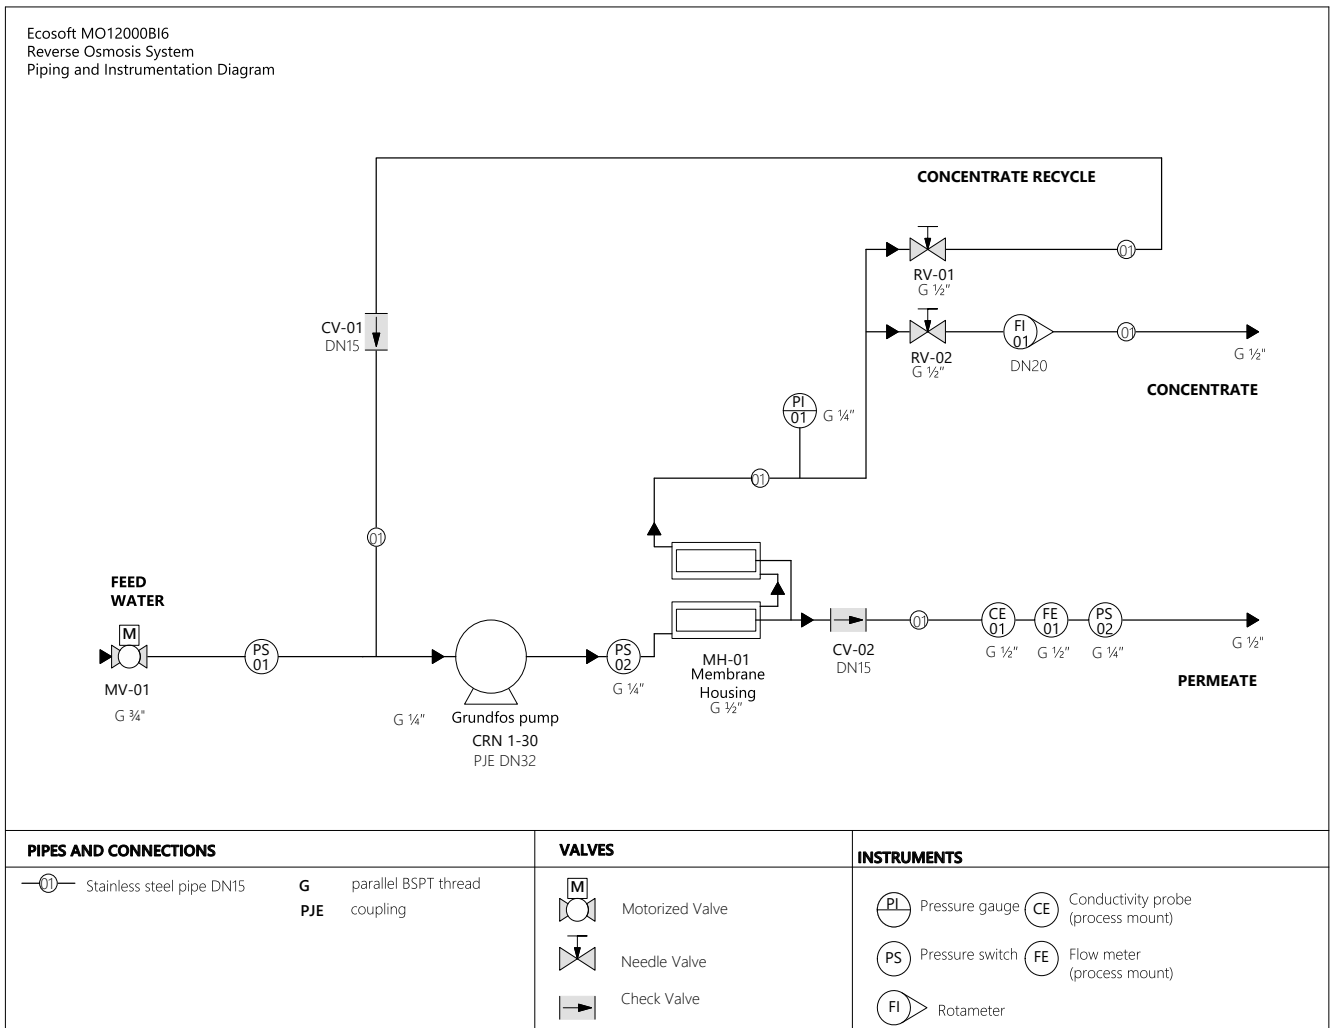 Ecosoft MO12000BI6
Reverse Osmosis System
Piping and Instrumentation Diagram
CONCENTRATE RECYCLE
01
RV-01
G ½"
CV-01
DN15
FI
01
01
RV-02
G ½"
DN20
G ½"
CONCENTRATE
PI
01
G ¼"
01
01
FEED
WATER
M
MV-01
G ¾"
PS
01
G ¼"
Grundfos pump
CRN 1-30
PJE DN32
PS
02
G ¼"
MH-01
Membrane
Housing
G ½"
CV-02
DN15
01
CE
01
G ½"
FE
01
G ½"
PS
02
G ¼"
G ½"
PERMEATE
PIPES AND CONNECTIONS
01 Stainless steel pipe DN15
G parallel BSPT thread
PJE coupling
VALVES
M
Motorized Valve
Needle Valve
Check Valve
INSTRUMENTS
PI Pressure gauge
CE Conductivity probe
(process mount)
PS Pressure switch
FE Flow meter
(process mount)
FI Rotameter